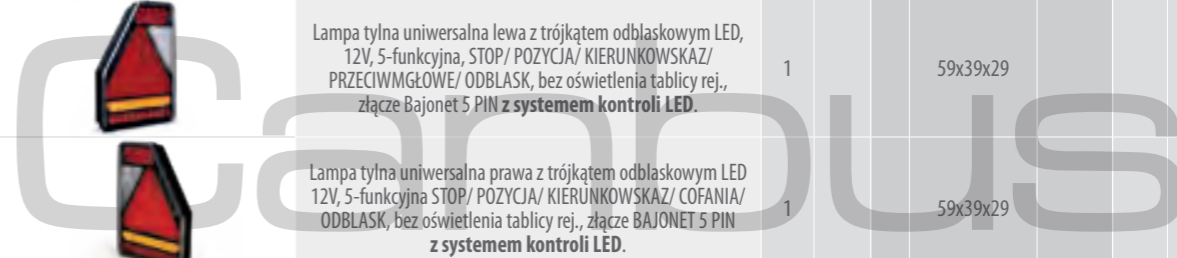 Lampa tylna uniwersalna lewa z trójkątem odblaskowym LED,
12V, 5-funkcyjna, STOP/ POZYCJA/ KIERUNKOWSKAZ/
PRZECIWMGŁOWE/ ODBLASK, bez oświetlenia tablicy rej.,
złącze Bajonet 5 PIN z systemem kontroli LED.
1
59x39x29
Canbus
Lampa tylna uniwersalna prawa z trójkątem odblaskowym LED
12V, 5-funkcyjna STOP/ POZYCJA/ KIERUNKOWSKAZ/ COFANIA/
ODBLASK, bez oświetlenia tablicy rej., złącze BAJONET 5 PIN
z systemem kontroli LED.
1
59x39x29